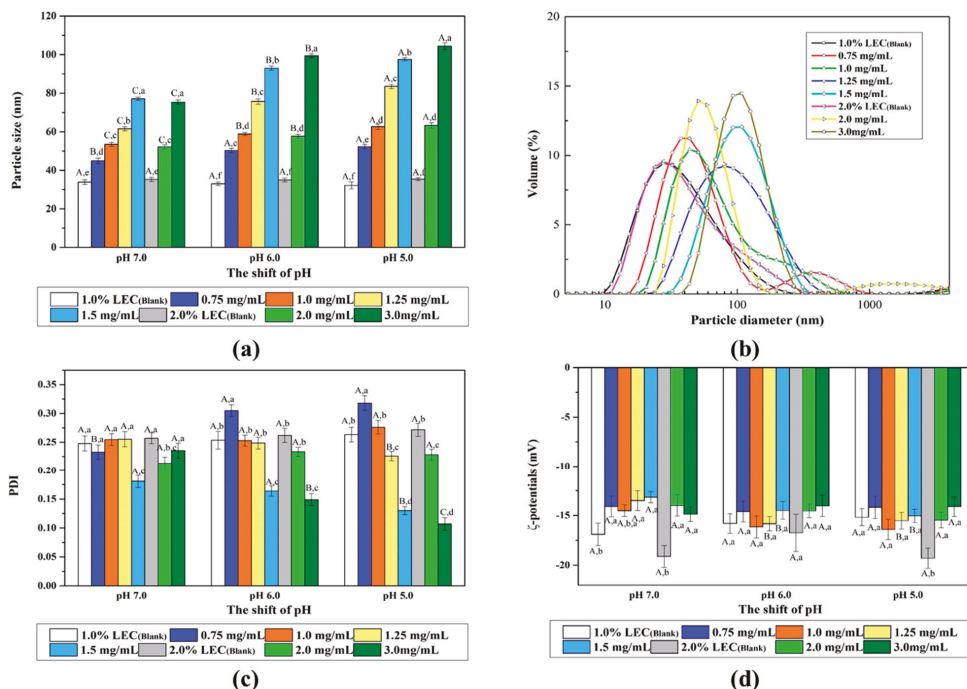 140
120
100
80
60
40
20
0
Particle size (nm)
A,e
B,d
C,c
C,b
C,a
A,e
C,c
C,a
A,f
A,e
B,d
A,c
B,b
A,f
B,d
B,a
A,f
A,e
A,d
A,c
A,b
A,f
A,d
A,a
pH 7.0
pH 6.0
pH 5.0
The shift of pH
1.0% LEC(Blank)
0.75 mg/mL
1.0 mg/mL
1.25 mg/mL
1.5 mg/mL
2.0% LEC(Blank)
2.0 mg/mL
3.0mg/mL
(a)
20
15
10
5
0
Volume (%)
1.0% LEC(Blank)
0.75 mg/mL
1.0 mg/mL
1.25 mg/mL
1.5 mg/mL
2.0% LEC(Blank)
2.0 mg/mL
3.0mg/mL
10
100
1000
Particle diameter (nm)
(b)
0.35
0.30
0.25
0.20
0.15
0.10
0.05
0.00
PDI
A,a
B,a
A,a
A,a
A,c
A,a
A,b
A,a
A,b
A,a
A,b
A,b
A,c
A,b
A,b
B,c
A,b
A,a
A,b
B,c
B,d
A,b
A,c
C,d
pH 7.0
pH 6.0
pH 5.0
The shift of pH
1.0% LEC(Blank)
0.75 mg/mL
1.0 mg/mL
1.25 mg/mL
1.5 mg/mL
2.0% LEC(Blank)
2.0 mg/mL
3.0mg/mL
(c)
0
-5
-10
-15
-20
ζ-potentials (mV)
A,b
A,a
A,b
A,a
A,a
A,b
A,a
A,a
A,a
A,a
A,a
B,a
A,a
A,a
A,a
A,a
A,a
A,a
A,a
B,a
B,a
A,b
A,a
A,a
pH 7.0
pH 6.0
pH 5.0
The shift of pH
1.0% LEC(Blank)
0.75 mg/mL
1.0 mg/mL
1.25 mg/mL
1.5 mg/mL
2.0% LEC(Blank)
2.0 mg/mL
3.0mg/mL
(d)